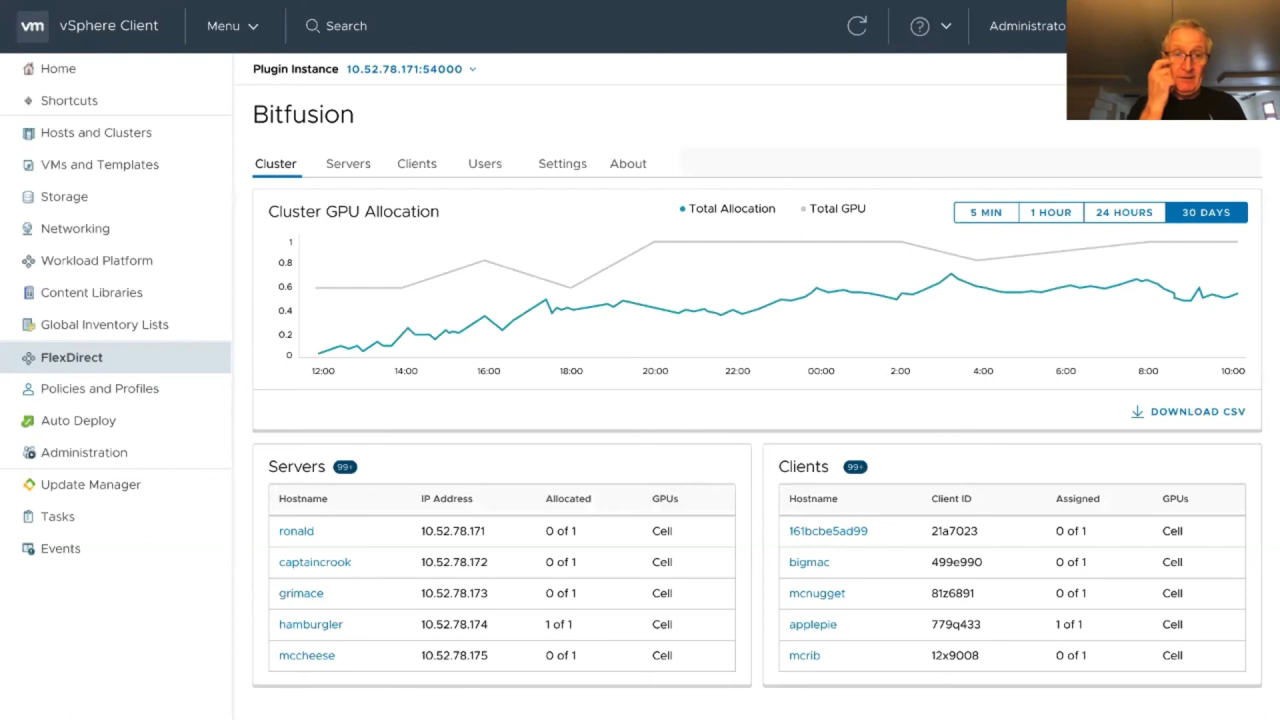 vm vSphere Client Menu Search Administrato
Home
Shortcuts
Hosts and Clusters
VMs and Templates
Storage
Networking
Workload Platform
Content Libraries
Global Inventory Lists
FlexDirect
Policies and Profiles
Auto Deploy
Administration
Update Manager
Tasks
Events
Plugin Instance 10.52.78.171:54000
Bitfusion
Cluster Servers Clients Users Settings About
Cluster GPU Allocation Total Allocation Total GPU 5 MIN 1 HOUR 24 HOURS 30 DAYS
1
0.8
0.6
0.4
0.2
0
12:00 14:00 16:00 18:00 20:00 22:00 00:00 2:00 4:00 6:00 8:00 10:00
DOWNLOAD CSV
Servers 99+
Hostname IP Address Allocated GPUs
ronald 10.52.78.171 0 of 1 Cell
captaincrook 10.52.78.172 0 of 1 Cell
grimace 10.52.78.173 0 of 1 Cell
hamburgler 10.52.78.174 1 of 1 Cell
mccheese 10.52.78.175 0 of 1 Cell
Clients 99+
Hostname Client ID Assigned GPUs
161bcbe5ad99 21a7023 0 of 1 Cell
bigmac 499e990 0 of 1 Cell
mcnugget 81z6891 0 of 1 Cell
applepie 779q433 1 of 1 Cell
mcrib 12x9008 0 of 1 Cell